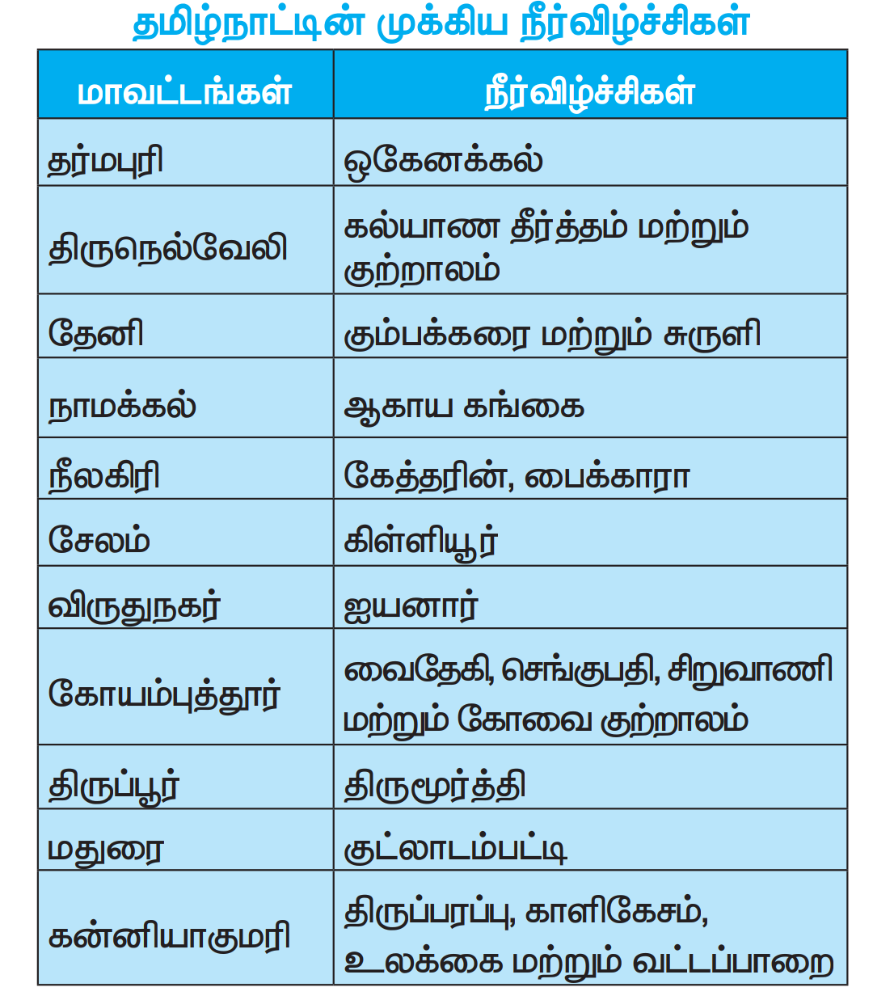 தமிழ்நாட்டின் முக்கிய நீர்வீழ்ச்சிகள்
மாவட்டங்கள் நீர்வீழ்ச்சிகள்
தர்மபுரி ஒகேனக்கல்
திருநெல்வேலி கல்யாண தீர்த்தம் மற்றும்
குற்றாலம்
தேனி கும்பக்கரை மற்றும் சுருளி
நாமக்கல் ஆகாய கங்கை
நீலகிரி கேத்தரின், பைக்காரா
சேலம் கிள்ளியூர்
விருதுநகர் ஐயனார்
கோயம்புத்தூர் வைதேகி, செங்குபதி, சிறுவாணி
மற்றும் கோவை குற்றாலம்
திருப்பூர் திருமூர்த்தி
மதுரை குட்லாடம்பட்டி
கன்னியாகுமரி திருப்பரப்பு, காளிகேசம்,
உலக்கை மற்றும் வட்டப்பாறை